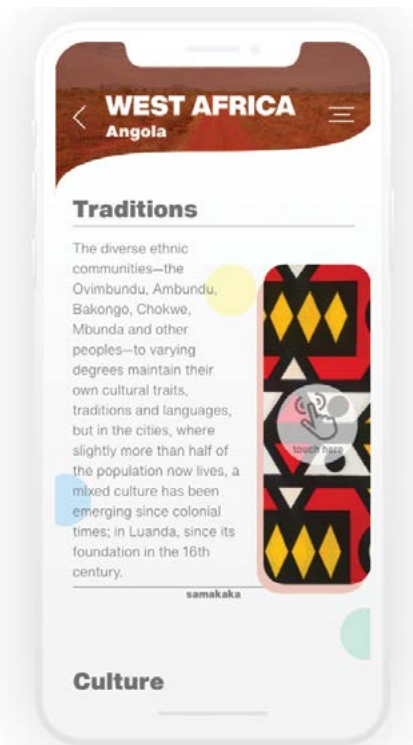 WEST AFRICA
Angola
Traditions
The diverse ethnic
communities—the
Ovimbundu, Ambundu,
Bakongo, Chokwe,
Mbunda and other
peoples—to varying
degrees maintain their
own cultural traits,
traditions and languages,
but in the cities, where
slightly more than half of
the population now lives, a
mixed culture has been
emerging since colonial
times; in Luanda, since its
foundation in the 16th
century.
touch here
samakaka
Culture